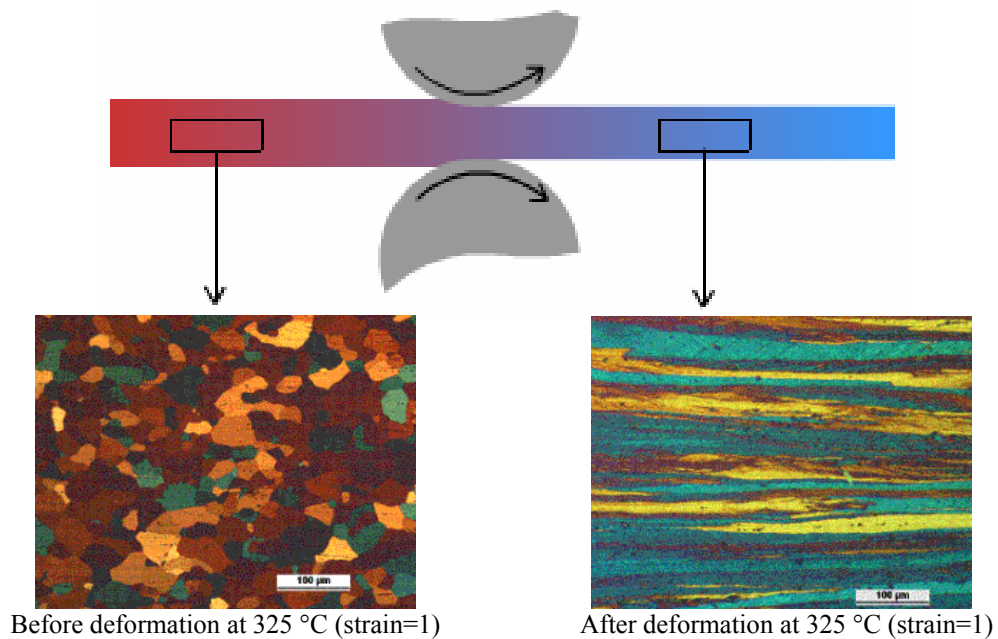 100 µm
100 µm
Before deformation at 325 °C (strain=1)
After deformation at 325 °C (strain=1)